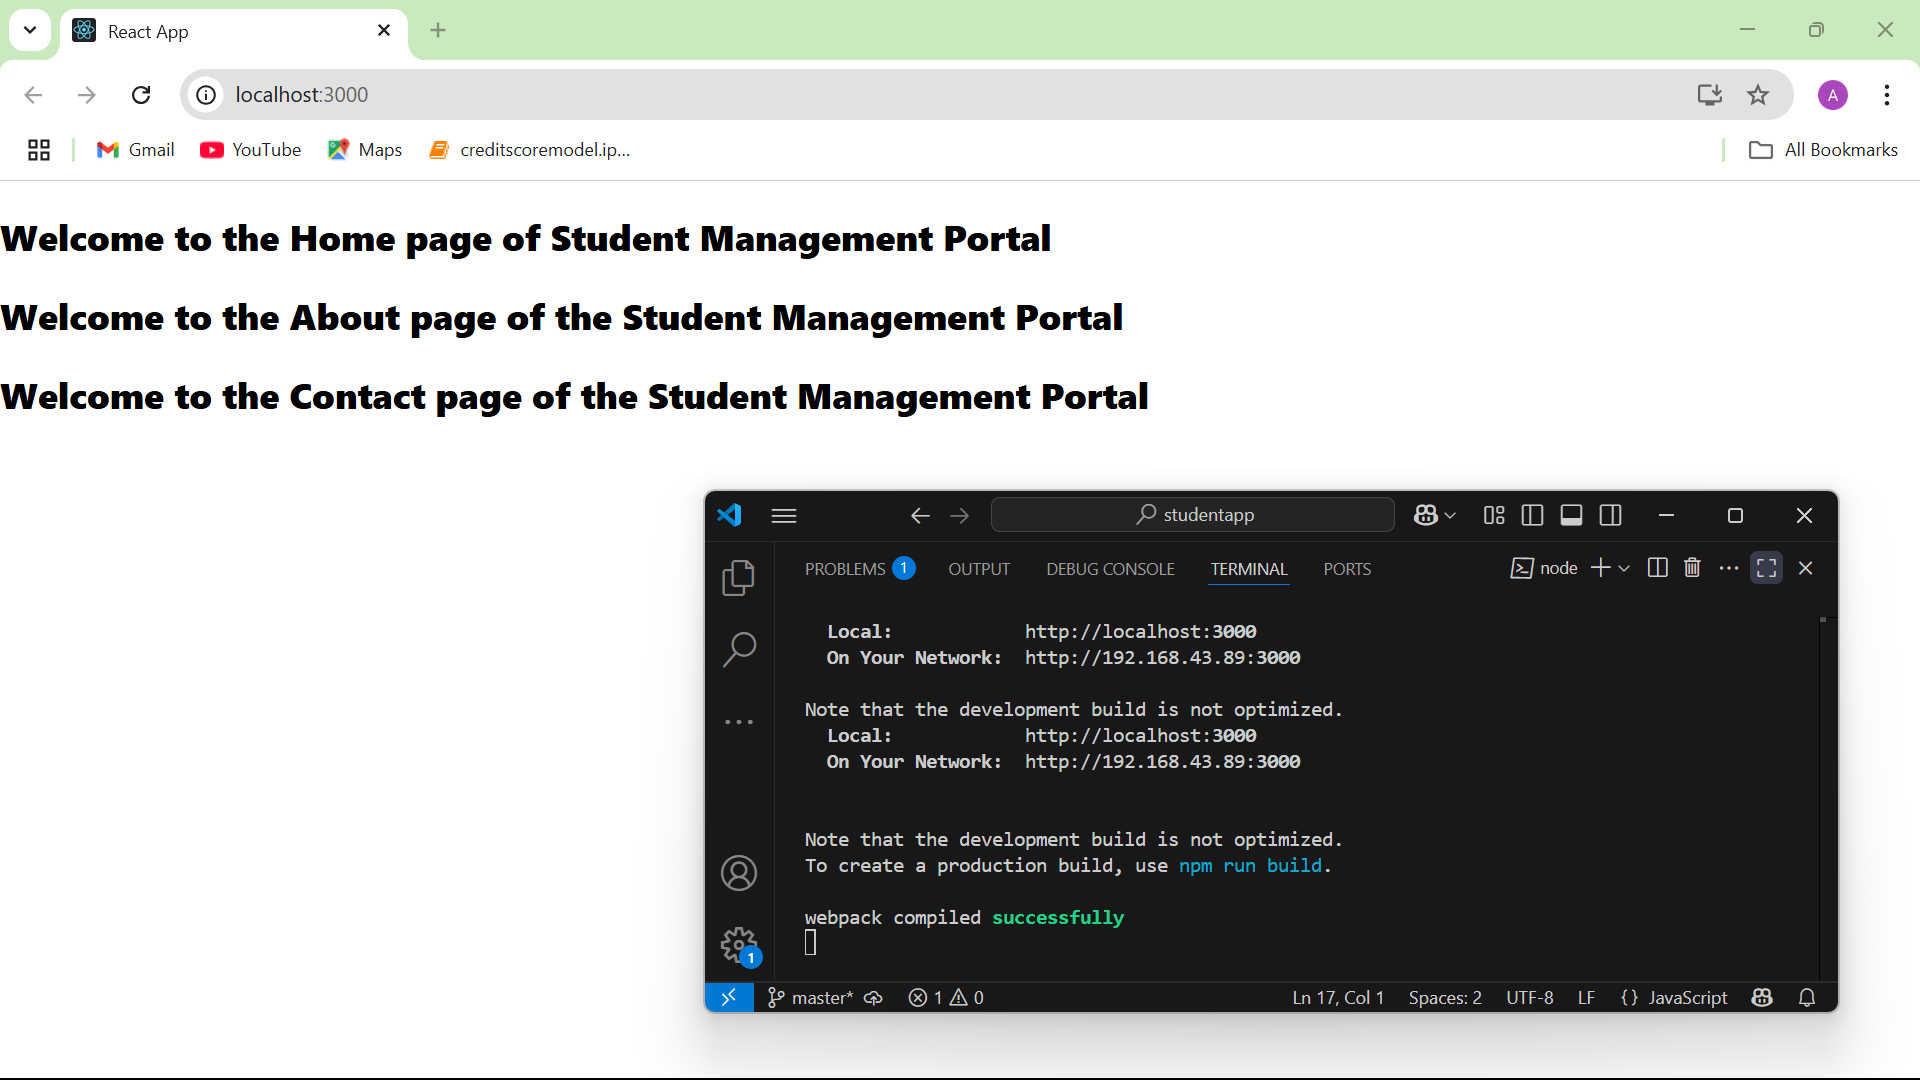 React App
localhost:3000
A
Gmail
YouTube
Maps
creditscoremodel.ip...
All Bookmarks
Welcome to the Home page of Student Management Portal
Welcome to the About page of the Student Management Portal
Welcome to the Contact page of the Student Management Portal
studentapp
PROBLEMS 1 OUTPUT DEBUG CONSOLE TERMINAL PORTS node
Local: http://localhost:3000
On Your Network: http://192.168.43.89:3000
Note that the development build is not optimized.
Local: http://localhost:3000
On Your Network: http://192.168.43.89:3000
Note that the development build is not optimized.
To create a production build, use npm run build.
webpack compiled successfully
1
master* 1 0 Ln 17, Col 1 Spaces: 2 UTF-8 LF {} JavaScript